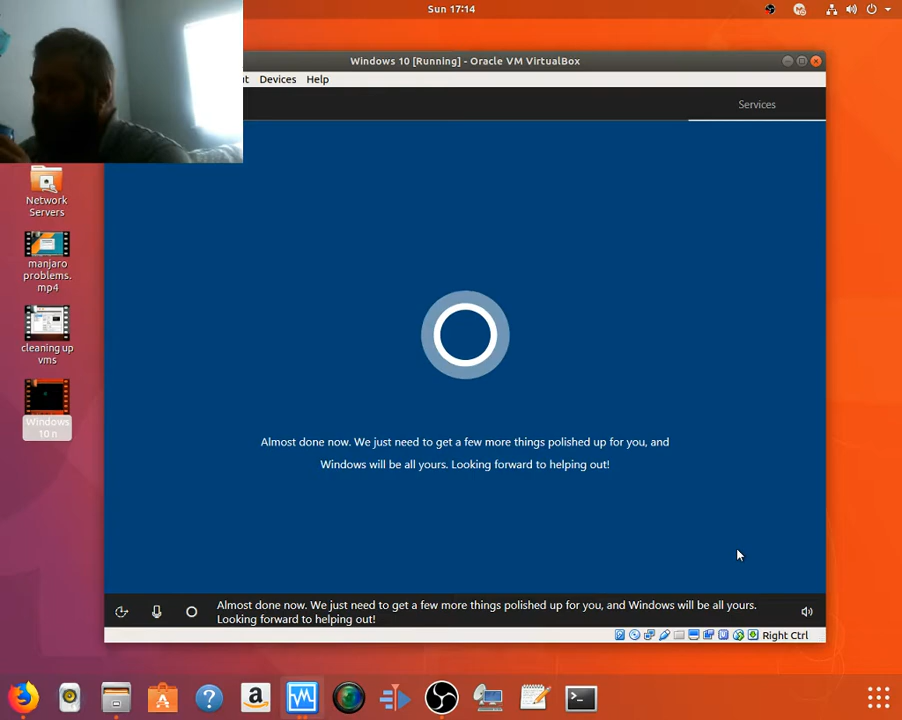 Sun 17:14
Windows 10 [Running] - Oracle VM VirtualBox
Devices Help
Services
Network
Servers
manjaro
problems.
mp4
cleaning up
vms
Windows
10 n
Almost done now. We just need to get a few more things polished up for you, and
Windows will be all yours. Looking forward to helping out!
Almost done now. We just need to get a few more things polished up for you, and Windows will be all yours.
Looking forward to helping out!
Right Ctrl